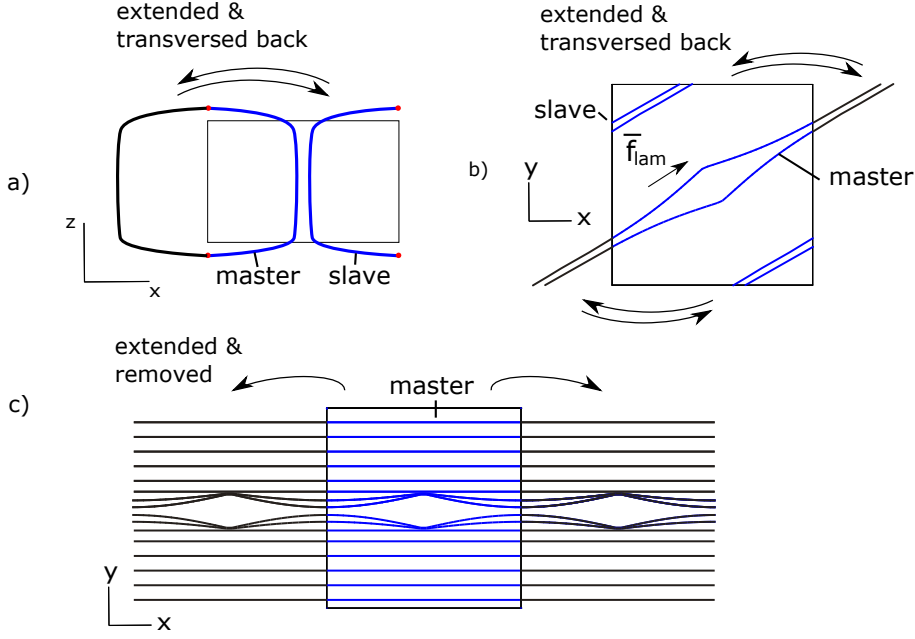 extended &
transversed back
a)
z
x
master
slave
extended &
transversed back
slave
f̅lam
b)
y
x
master
extended &
removed
c)
master
y
x